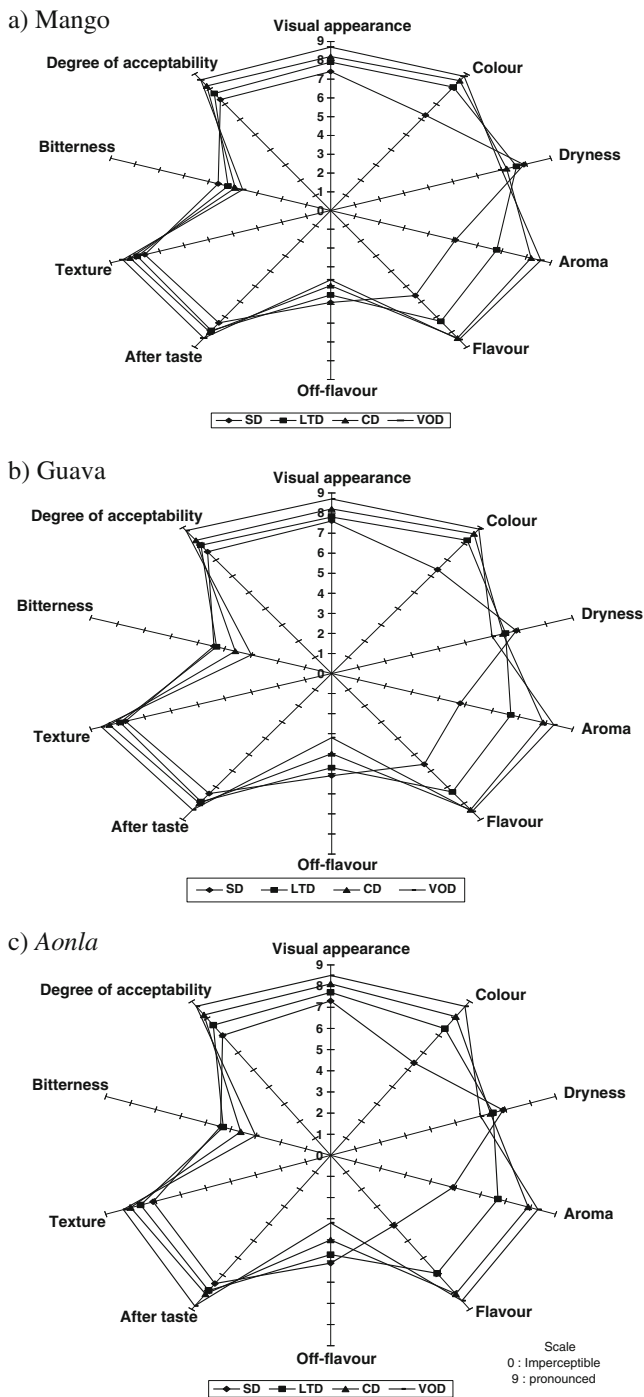 a) Mango
Visual appearance
Degree of acceptability
Colour
Bitterness
Dryness
Texture
Aroma
After taste
Flavour
Off-flavour
9
8
7
6
5
4
3
2
1
0
SD LTD CD VOD
b) Guava
Visual appearance
Degree of acceptability
Colour
Bitterness
Dryness
Texture
Aroma
After taste
Flavour
Off-flavour
9
8
7
6
5
4
3
2
1
0
SD LTD CD VOD
c) Aonla
Visual appearance
Degree of acceptability
Colour
Bitterness
Dryness
Texture
Aroma
After taste
Flavour
Off-flavour
9
8
7
6
5
4
3
2
1
0
Scale
0 : Imperceptible
9 : pronounced
SD LTD CD VOD